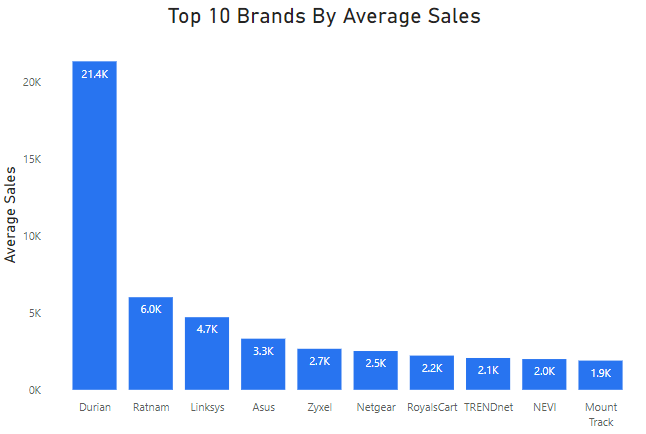 Top 10 Brands By Average Sales
Average Sales
20K
15K
10K
5K
0K
21.4K
6.0K
4.7K
3.3K
2.7K
2.5K
2.2K
2.1K
2.0K
1.9K
Durian
Ratnam
Linksys
Asus
Zyxel
Netgear
RoyalsCart
TRENDnet
NEVI
Mount
Track